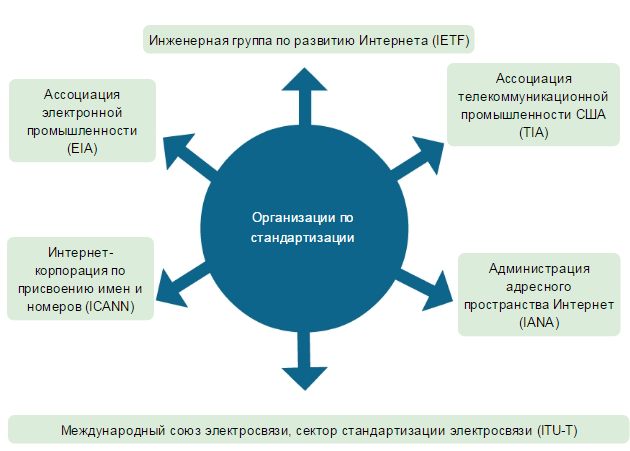 Инженерная группа по развитию Интернета (IETF)
Ассоциация
электронной
промышленности
(EIA)
Ассоциация
телекоммуникационной
промышленности США
(TIA)
Организации по
стандартизации
Интернет-
корпорация по
присвоению имен и
номеров (ICANN)
Администрация
адресного
пространства Интернет
(IANA)
Международный союз электросвязи, сектор стандартизации электросвязи (ITU-T)